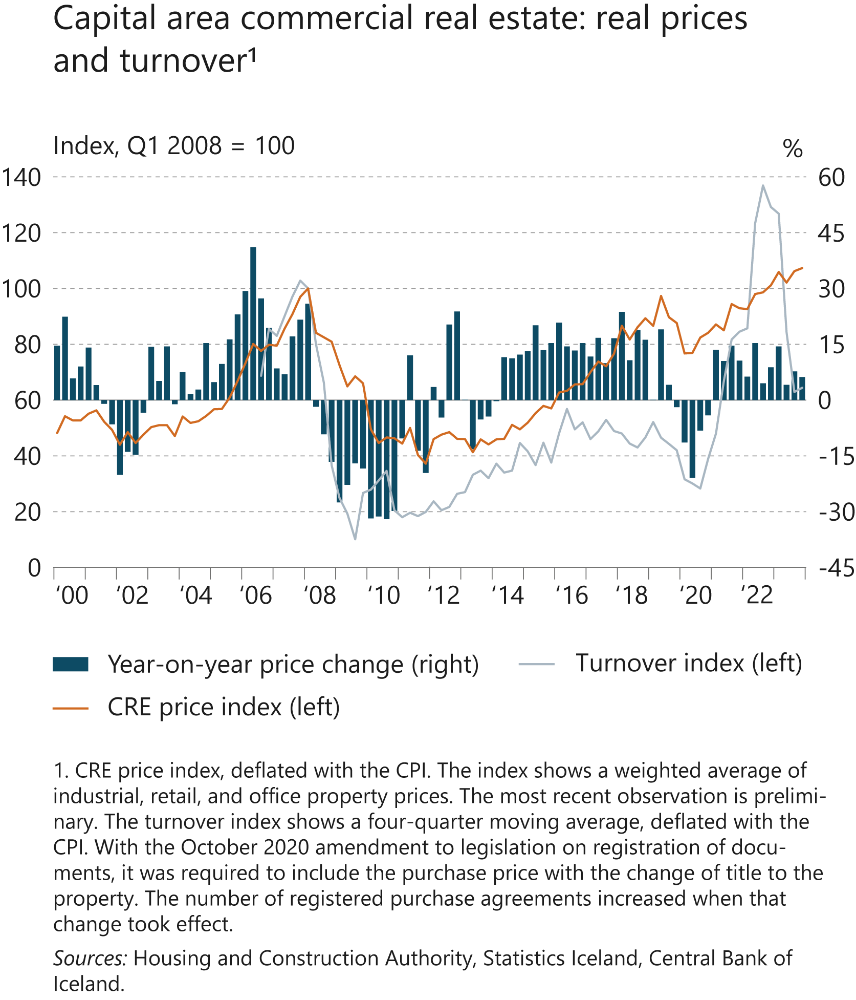 Capital area commercial real estate: real prices
and turnover¹
Index, Q1 2008 = 100
%
140
60
120
45
100
30
80
15
60
0
40
-15
20
-30
0
-45
‘00 ‘02 ‘04 ‘06 ‘08 ‘10 ‘12 ‘14 ‘16 ‘18 ‘20 ‘22
Year-on-year price change (right)
Turnover index (left)
CRE price index (left)
1. CRE price index, deflated with the CPI. The index shows a weighted average of
industrial, retail, and office property prices. The most recent observation is prelimi-
nary. The turnover index shows a four-quarter moving average, deflated with the
CPI. With the October 2020 amendment to legislation on registration of docu-
ments, it was required to include the purchase price with the change of title to the
property. The number of registered purchase agreements increased when that
change took effect.
Sources: Housing and Construction Authority, Statistics Iceland, Central Bank of
Iceland.